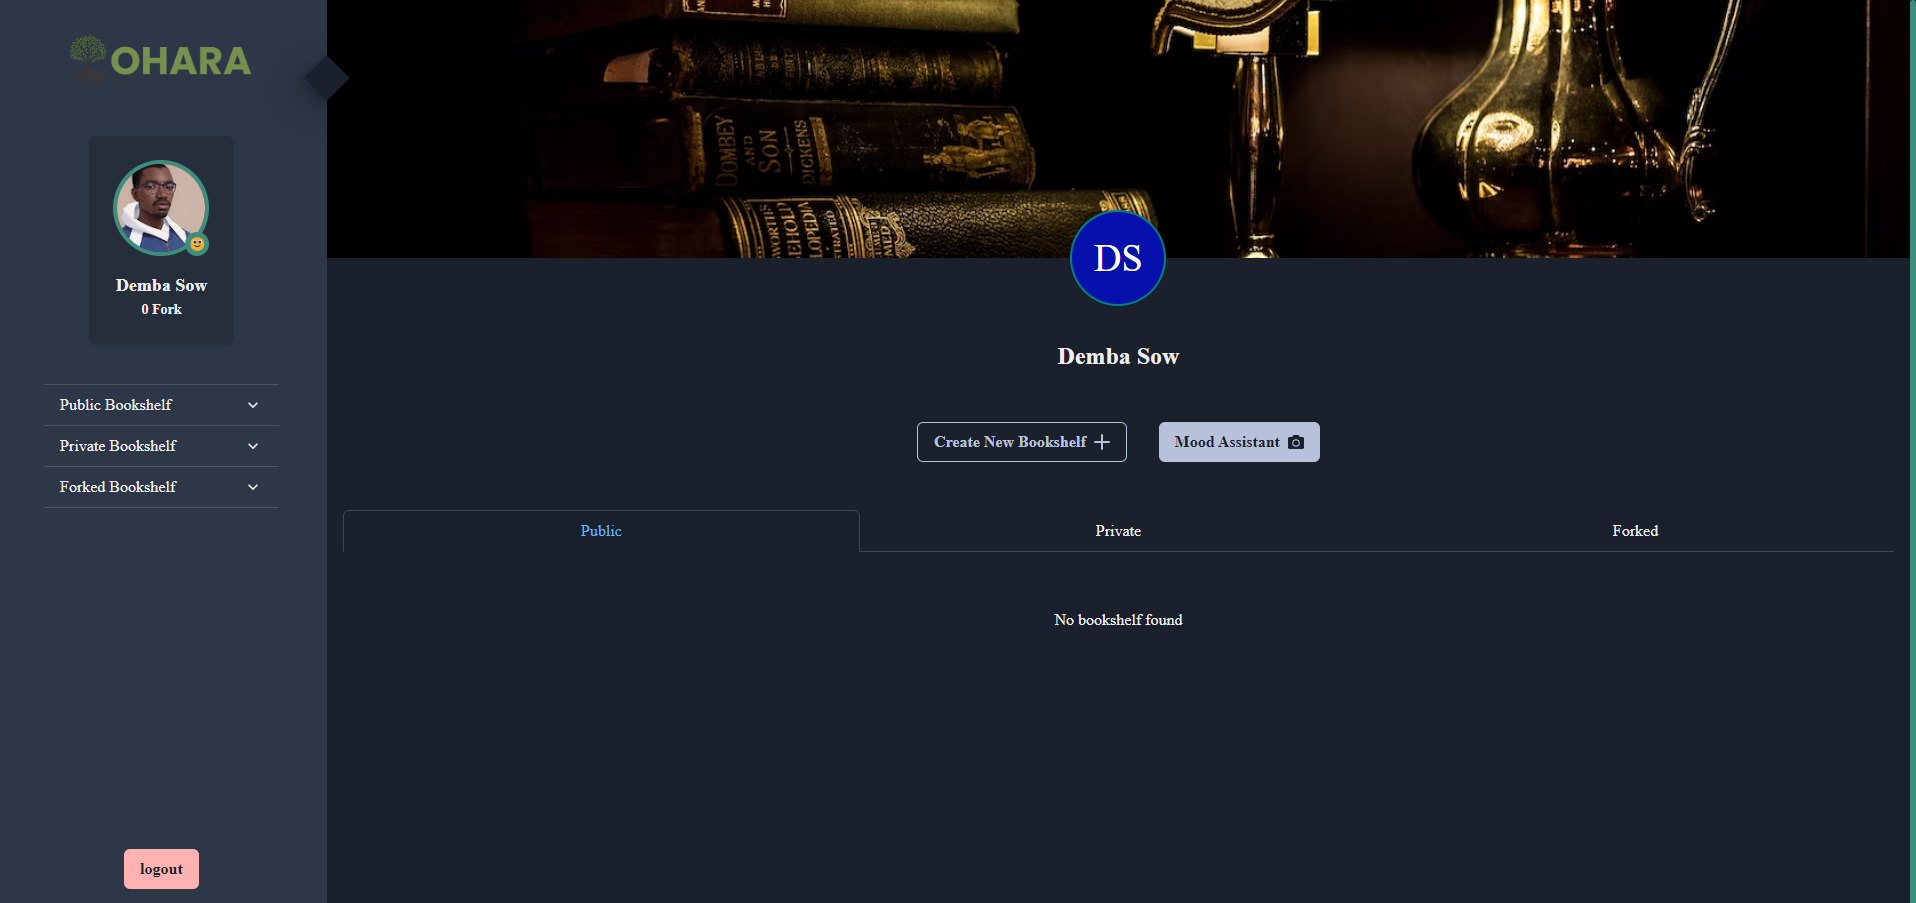 OHARA
Demba Sow
0 Fork
Public Bookshelf
Private Bookshelf
Forked Bookshelf
logout
DOMBEY
AND
SON
DICKENS
DS
Demba Sow
Create New Bookshelf
Mood Assistant
Public
Private
Forked
No bookshelf found